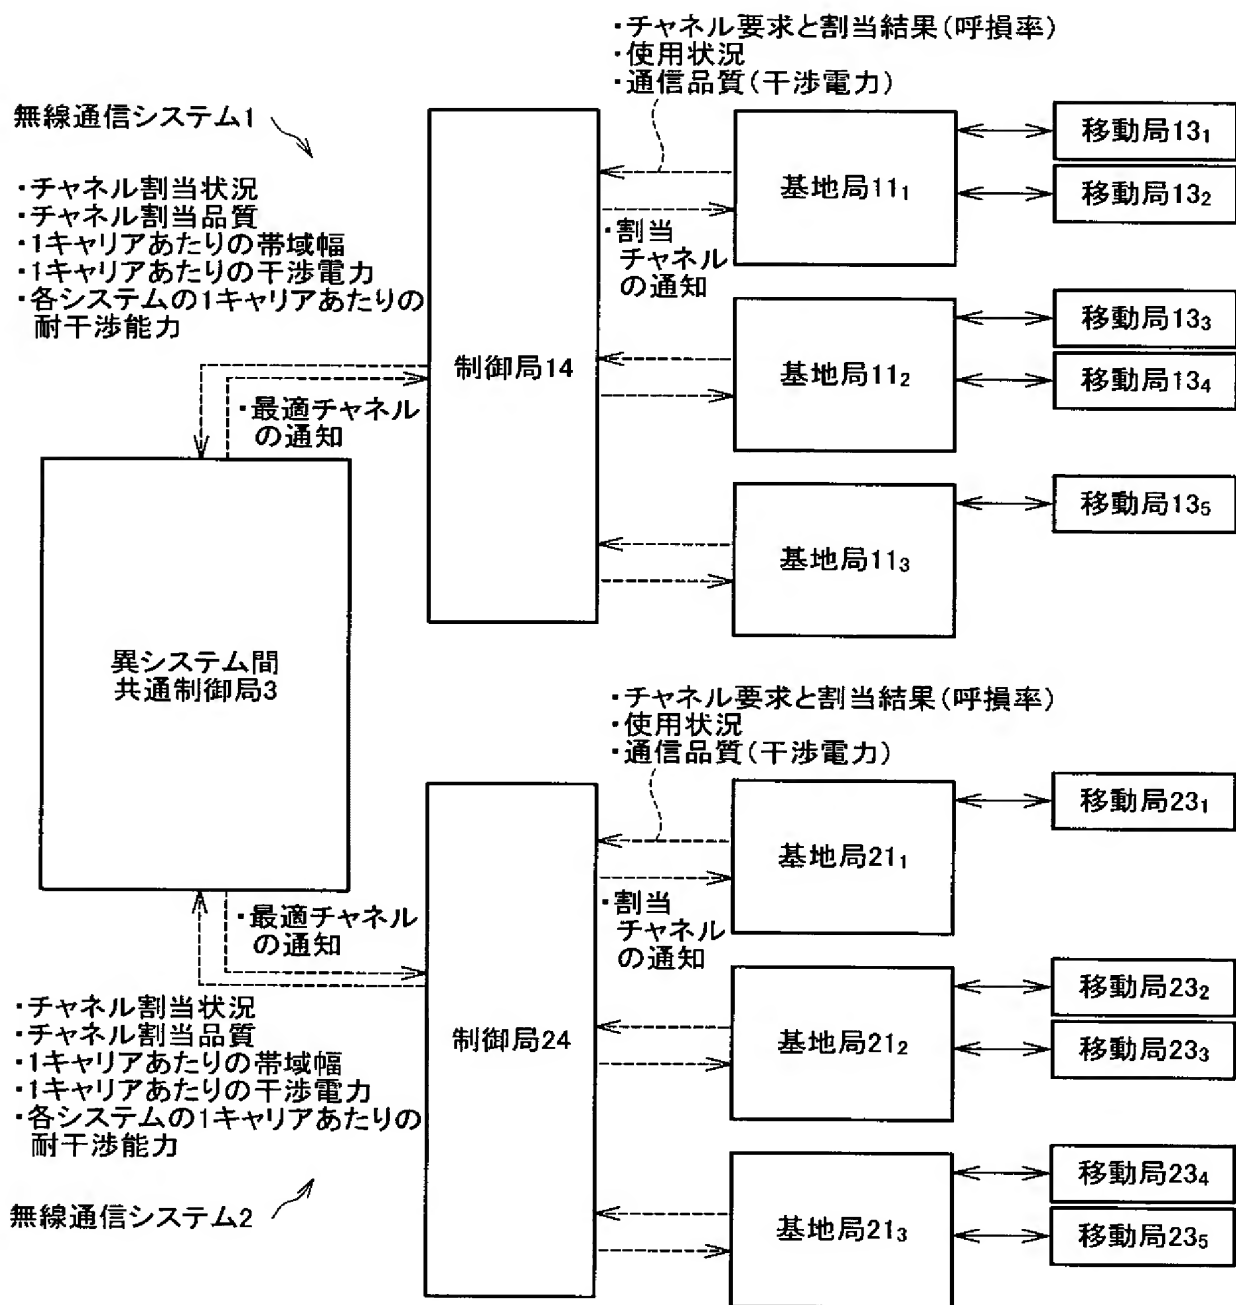 ・チャネル要求と割当結果(呼損率)
・使用状況
・通信品質(干渉電力)
無線通信システム1
・チャネル割当状況
・チャネル割当品質
・1キャリアあたりの帯域幅
・1キャリアあたりの干渉電力
・各システムの1キャリアあたりの
耐干渉能力
制御局14
基地局11₁
移動局13₁
移動局13₂
・割当
チャネル
の通知
基地局11₂
移動局13₃
移動局13₄
・最適チャネル
の通知
基地局11₃
移動局13₅
異システム間
共通制御局3
・チャネル要求と割当結果(呼損率)
・使用状況
・通信品質(干渉電力)
制御局24
基地局21₁
移動局23₁
・割当
チャネル
の通知
・最適チャネル
の通知
基地局21₂
移動局23₂
移動局23₃
・チャネル割当状況
・チャネル割当品質
・1キャリアあたりの帯域幅
・1キャリアあたりの干渉電力
・各システムの1キャリアあたりの
耐干渉能力
無線通信システム2
基地局21₃
移動局23₄
移動局23₅